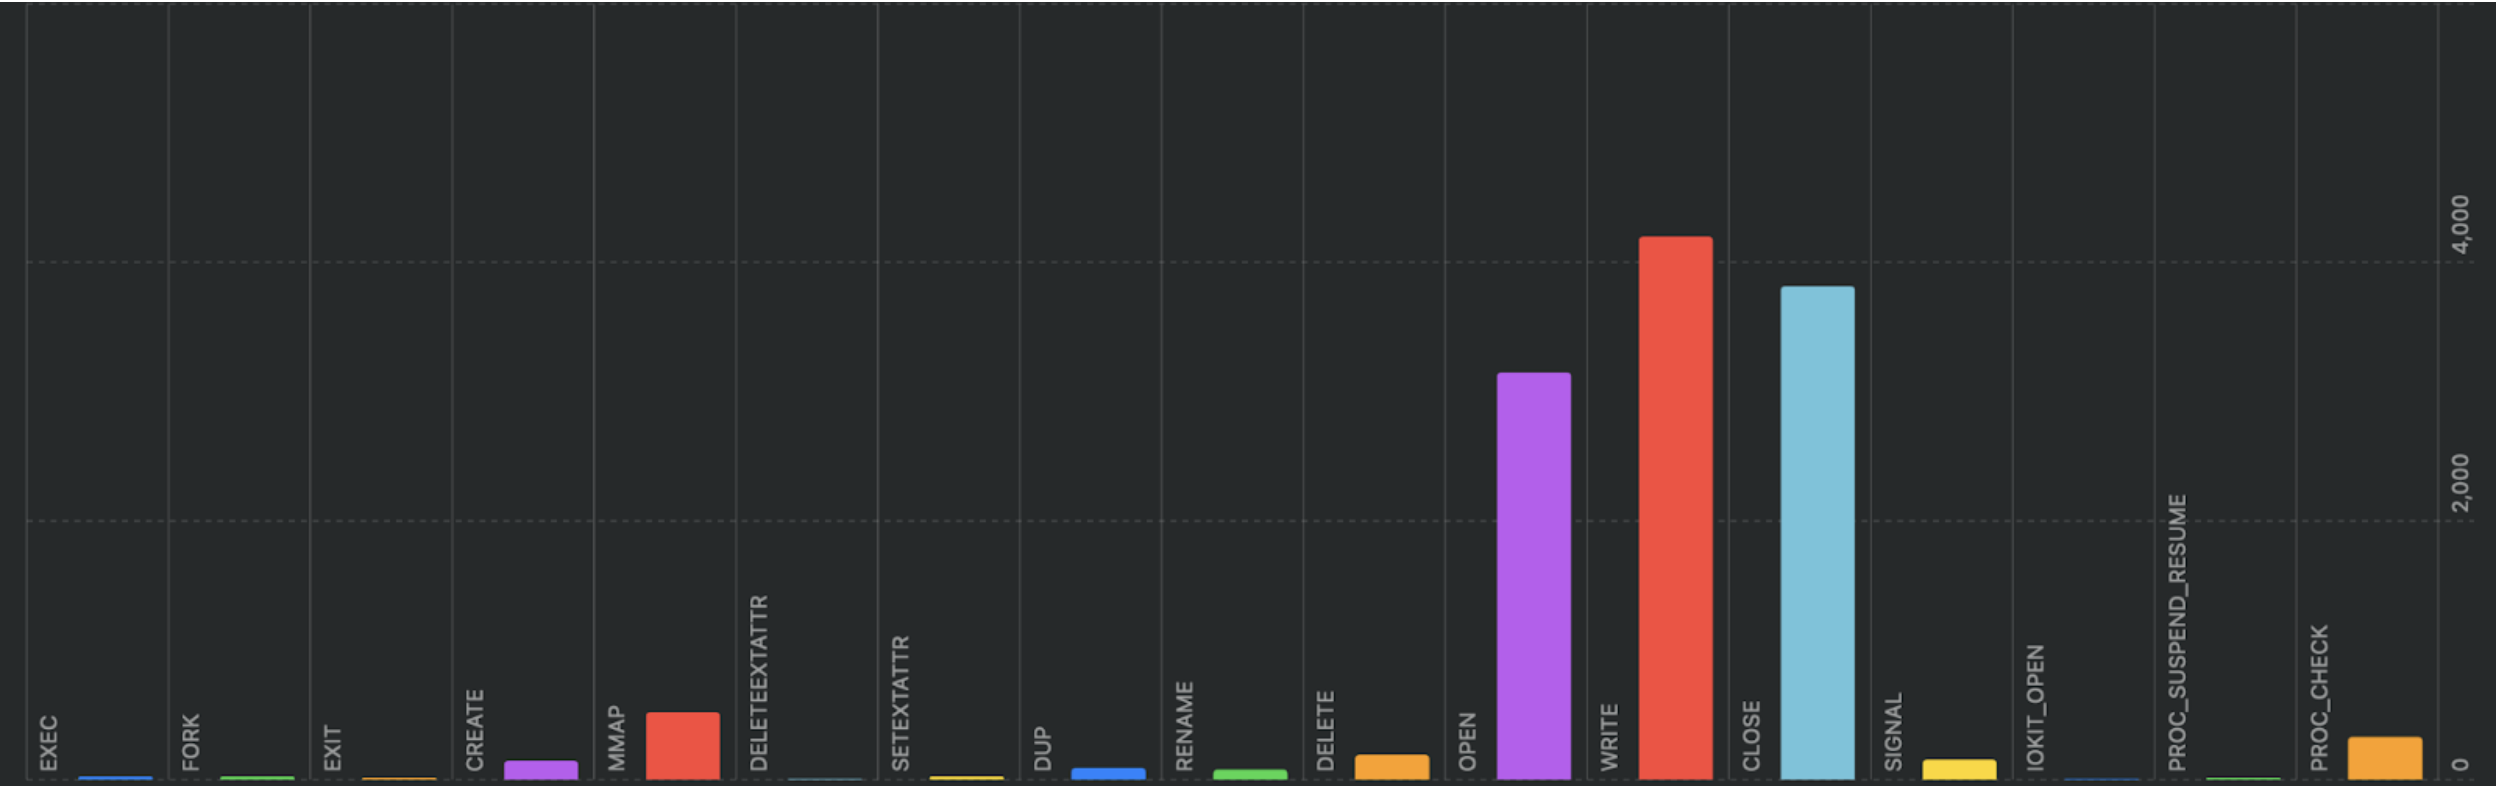 EXEC
FORK
EXIT
CREATE
MMAP
DELETEEXTATTR
SETEXTATTR
DUP
RENAME
DELETE
OPEN
WRITE
CLOSE
SIGNAL
IOKIT_OPEN
PROC_SUSPEND_RESUME
PROC_CHECK
0
2,000
4,000